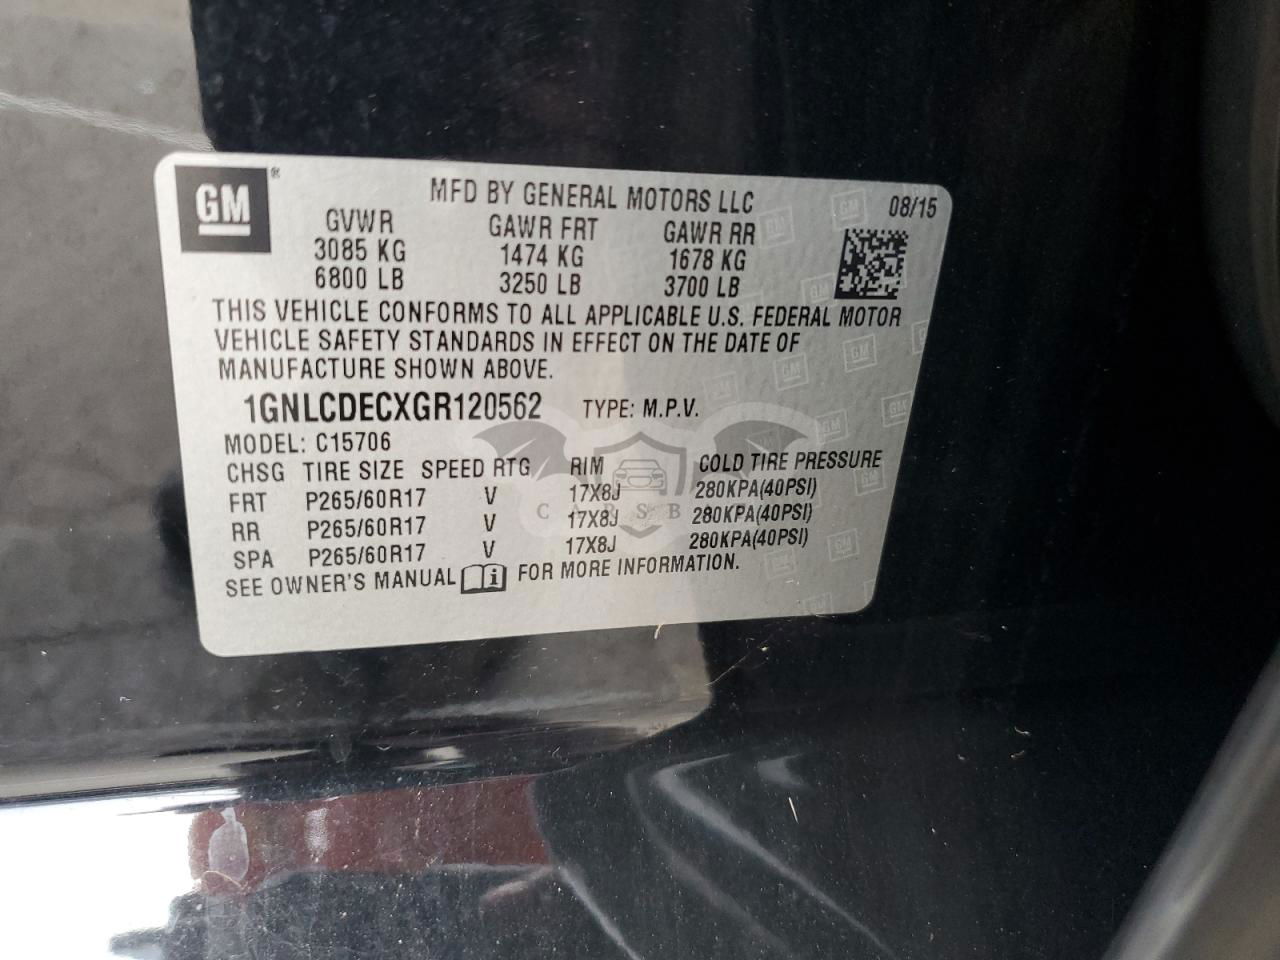 GM®
MFD BY GENERAL MOTORS LLC 08/15
GVWR GAWR FRT GAWR RR
3085 KG 1474 KG 1678 KG
6800 LB 3250 LB 3700 LB
THIS VEHICLE CONFORMS TO ALL APPLICABLE U.S. FEDERAL MOTOR
VEHICLE SAFETY STANDARDS IN EFFECT ON THE DATE OF
MANUFACTURE SHOWN ABOVE.
1GNLCDECXGR120562 TYPE: M.P.V.
MODEL: C15706
CHSG TIRE SIZE SPEED RTG RIM COLD TIRE PRESSURE
FRT P265/60R17 V 17X8J 280KPA(40PSI)
RR P265/60R17 V 17X8J 280KPA(40PSI)
SPA P265/60R17 V 17X8J 280KPA(40PSI)
SEE OWNER'S MANUAL i FOR MORE INFORMATION.